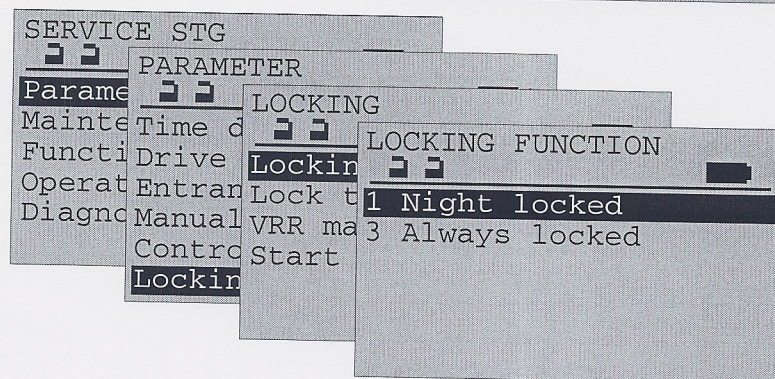 SERVICE STG
Parame
Mainte
Functi
Operat
Diagno
PARAMETER
Time d
Drive
Entran
Manual
Contro
Lockin
LOCKING
Lockin
Lock t
VRR ma
Start
LOCKING FUNCTION
1 Night locked
3 Always locked